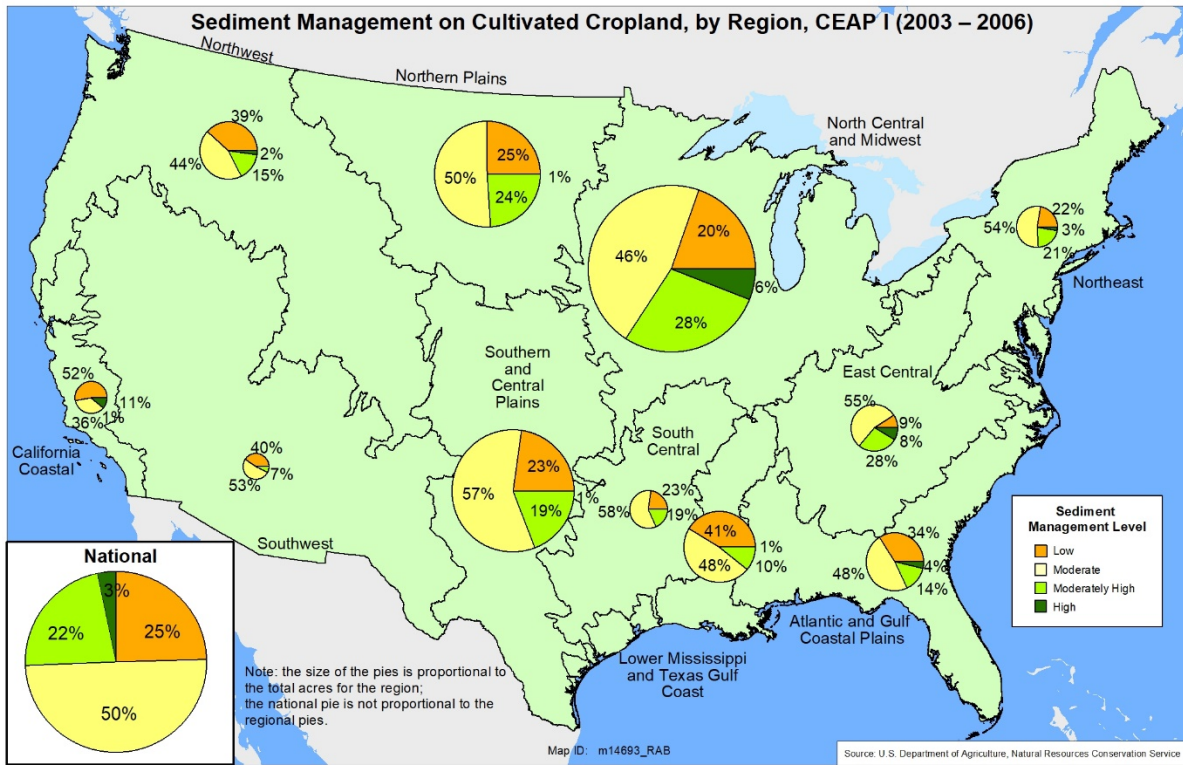 Sediment Management on Cultivated Cropland, by Region, CEAP I (2003 – 2006)
Northwest
Northern Plains
North Central
and Midwest
39%
2%
44%
15%
25%
1%
50%
24%
20%
46%
6%
28%
22%
54%
3%
21%
Northeast
Southern
and
Central
Plains
East Central
55%
9%
8%
28%
52%
11%
1%
36%
California
Coastal
40%
7%
53%
Southwest
23%
57%
1%
19%
South
Central
23%
58%
19%
41%
1%
48%
10%
34%
4%
48%
14%
Atlantic and Gulf
Coastal Plains
Lower Mississippi
and Texas Gulf
Coast
Sediment
Management Level
Low
Moderate
Moderately High
High
National
3%
22%
25%
50%
Note: the size of the pies is proportional to
the total acres for the region;
the national pie is not proportional to the
regional pies.
Map ID: m14693_RAB
Source: U.S. Department of Agriculture, Natural Resources Conservation Service